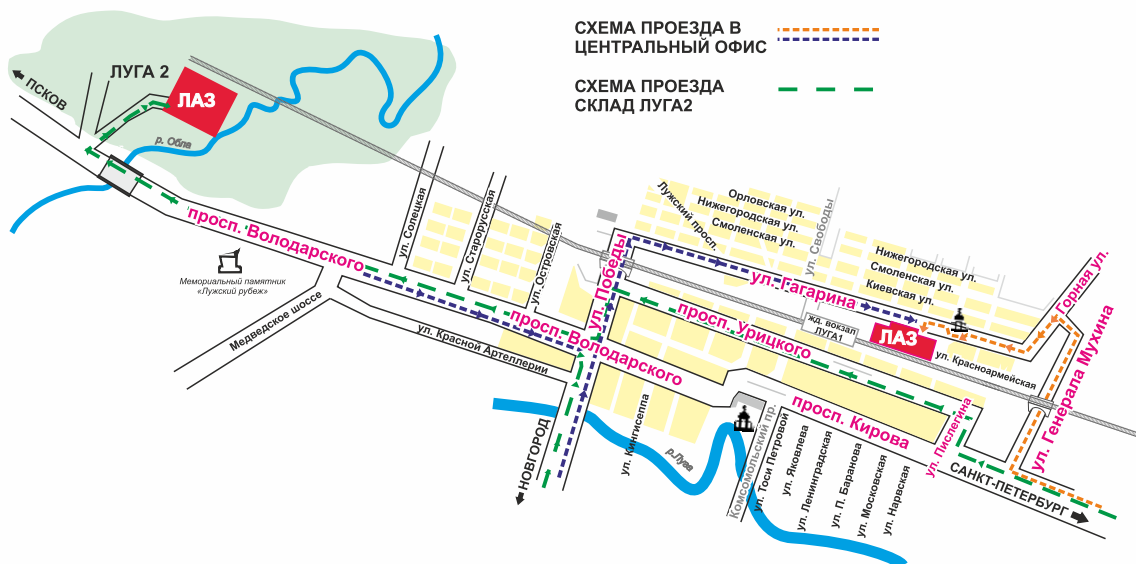 СХЕМА ПРОЕЗДА В
ЦЕНТРАЛЬНЫЙ ОФИС
СХЕМА ПРОЕЗДА
СКЛАД ЛУГА2
ПСКОВ
ЛУГА 2
ЛАЗ
р. Обла
просп. Володарского
Мемориальный памятник
«Лужский рубеж»
Медведское шоссе
ул. Солецкая
ул. Старорусская
ул. Островская
ул. Победы
просп. Володарского
ул. Красной Артеллерии
НОВГОРОД
Лужский просп.
Орловская ул.
Нижегородская ул.
Смоленская ул.
ул. Свободы
Нижегородская ул.
Смоленская ул.
Киевская ул.
ул. Гагарина
Горная ул.
жд. вокзал
ЛУГА1
ЛАЗ
ул. Красноармейская
просп. Урицкого
ул. Генерала Мухина
просп. Кирова
ул. Пислегина
САНКТ-ПЕТЕРБУРГ
ул. Кингисеппа
р.Луга
Комсомольский пр.
ул. Тоси Петровой
ул. Яковлева
ул. Ленинградская
ул. П. Баранова
ул. Московская
ул. Нарвская